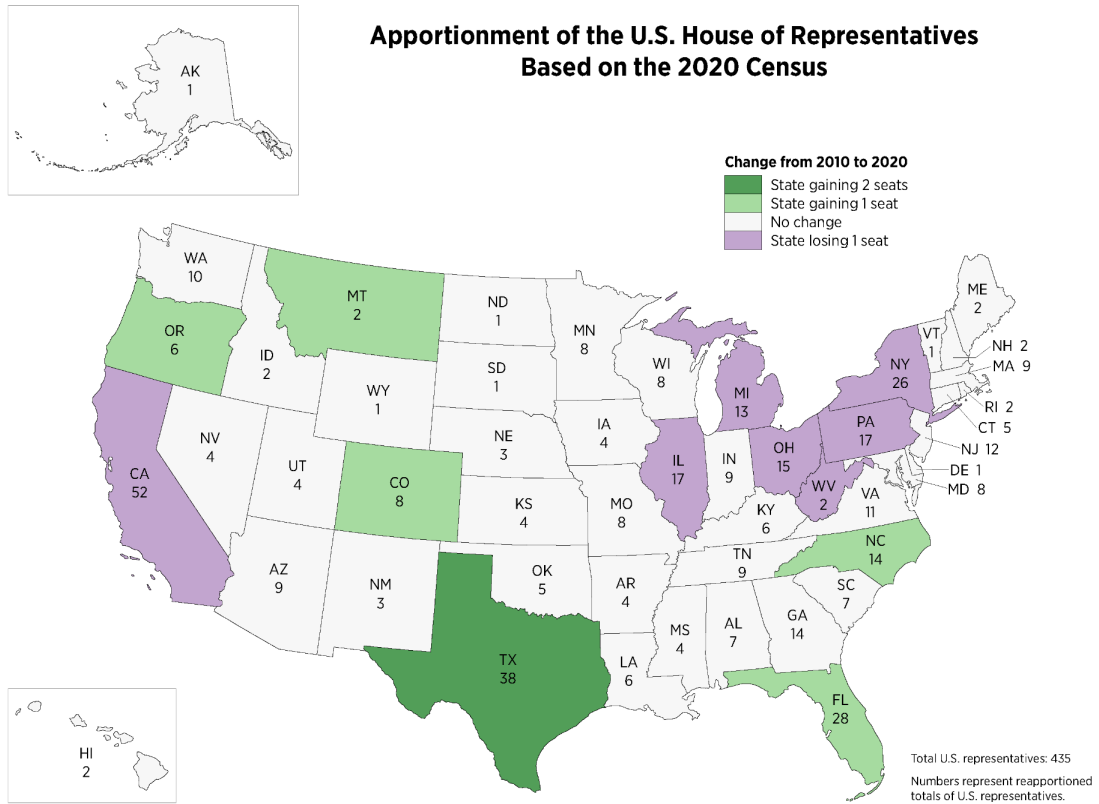 Apportionment of the U.S. House of Representatives
Based on the 2020 Census
AK
1
Change from 2010 to 2020
State gaining 2 seats
State gaining 1 seat
No change
State losing 1 seat
WA
10
OR
6
MT
2
ID
2
WY
1
ND
1
SD
1
NE
3
MN
8
WI
8
MI
13
IA
4
NV
4
UT
4
CO
8
KS
4
MO
8
IL
17
IN
9
OH
15
CA
52
AZ
9
NM
3
OK
5
AR
4
TX
38
LA
6
MS
4
AL
7
GA
14
FL
28
SC
7
NC
14
TN
9
KY
6
WV
2
VA
11
PA
17
NY
26
VT
1
ME
2
NH 2
MA 9
RI 2
CT 5
NJ 12
DE 1
MD 8
HI
2
Total U.S. representatives: 435
Numbers represent reapportioned
totals of U.S. representatives.